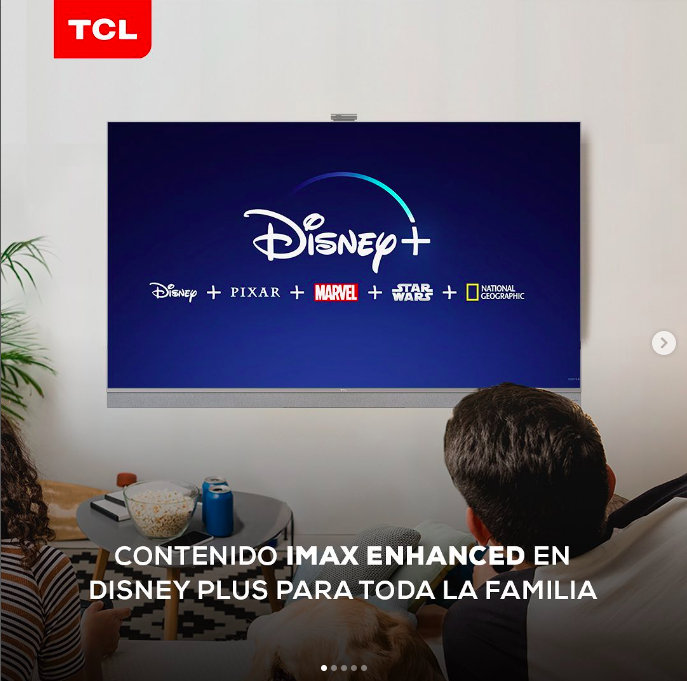 TCL
Disney+
Disney + PIXAR + MARVEL + STAR WARS + NATIONAL GEOGRAPHIC
CONTENIDO IMAX ENHANCED EN
DISNEY PLUS PARA TODA LA FAMILIA